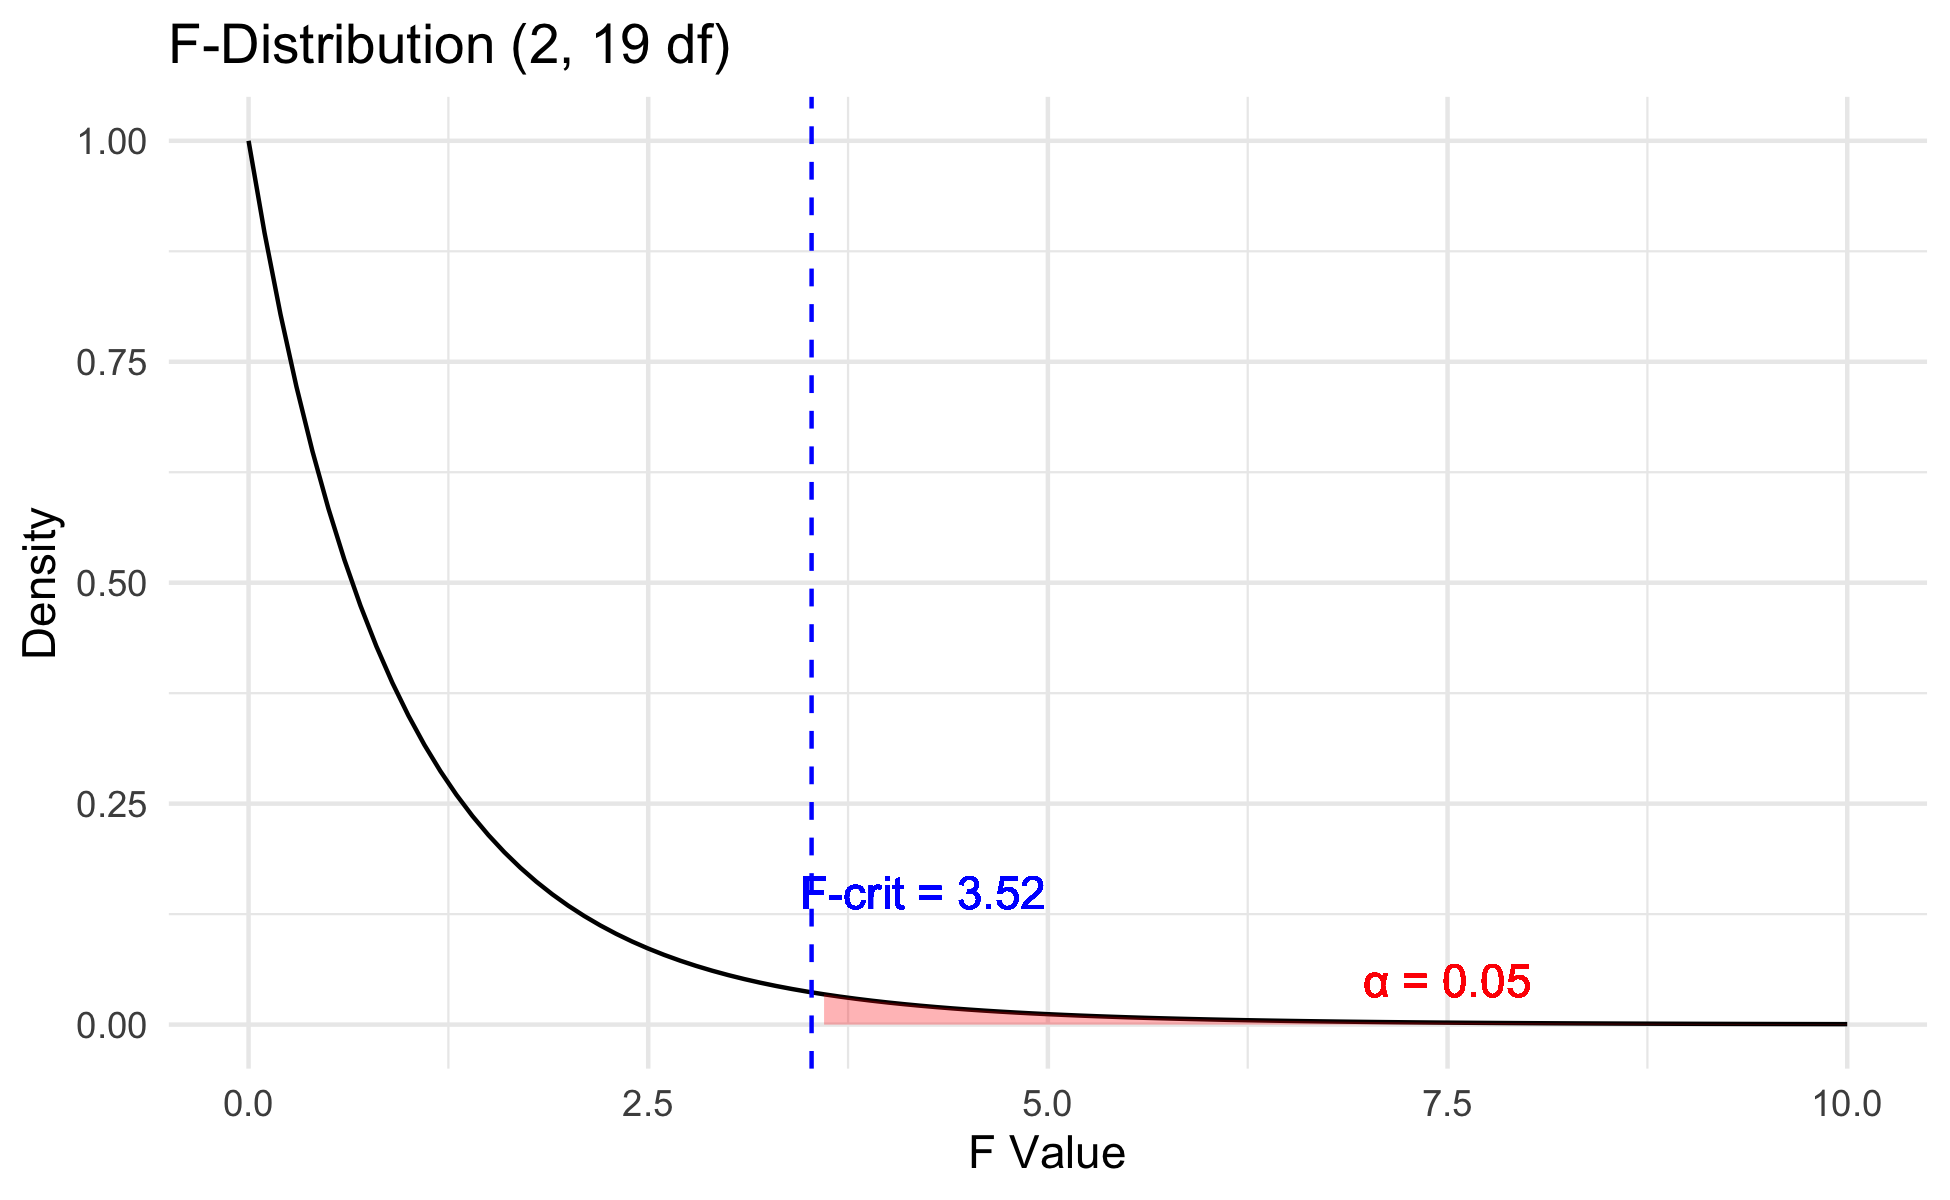 F-Distribution (2, 19 df)
1.00
0.75
0.50
0.25
0.00
Density
F-crit = 3.52
α = 0.05
0.0
2.5
5.0
7.5
10.0
F Value